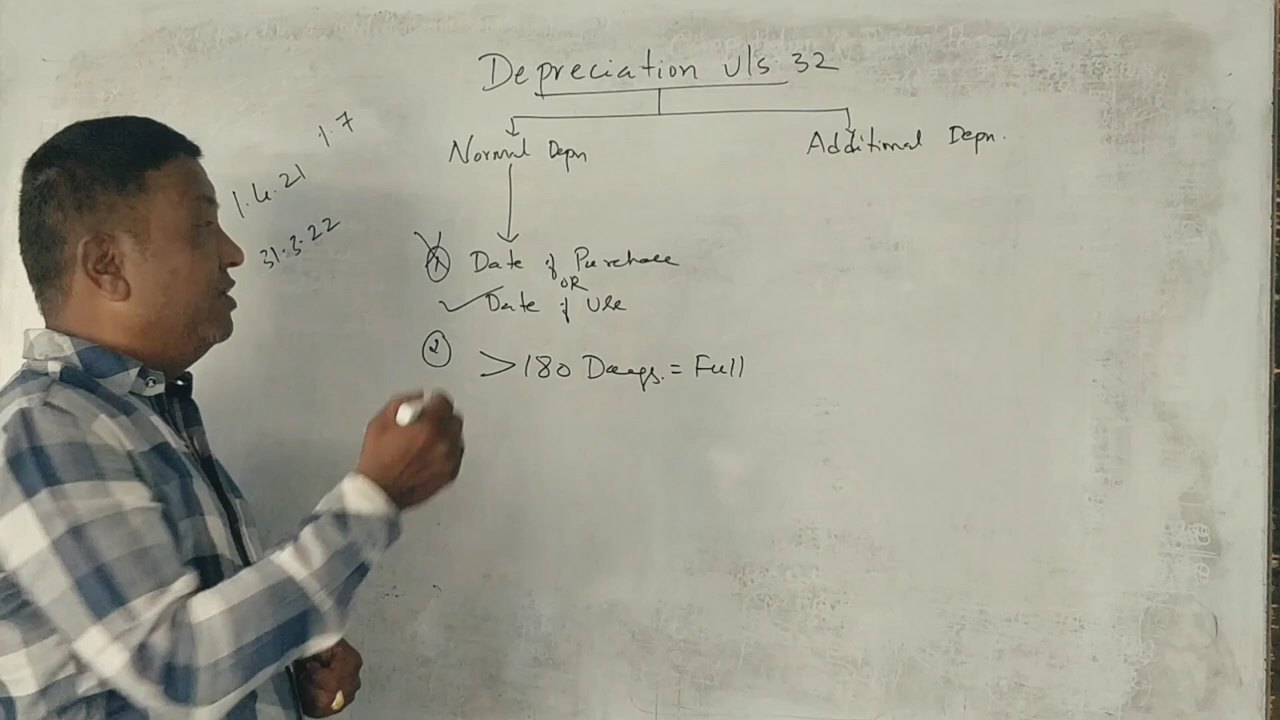 Depreciation u/s 32
Normal Depn
Additional Depn.
1.7
1.4.21
31.3.22
1 Date of Purchase
OR
Date of Use
2 >180 Days. = Full